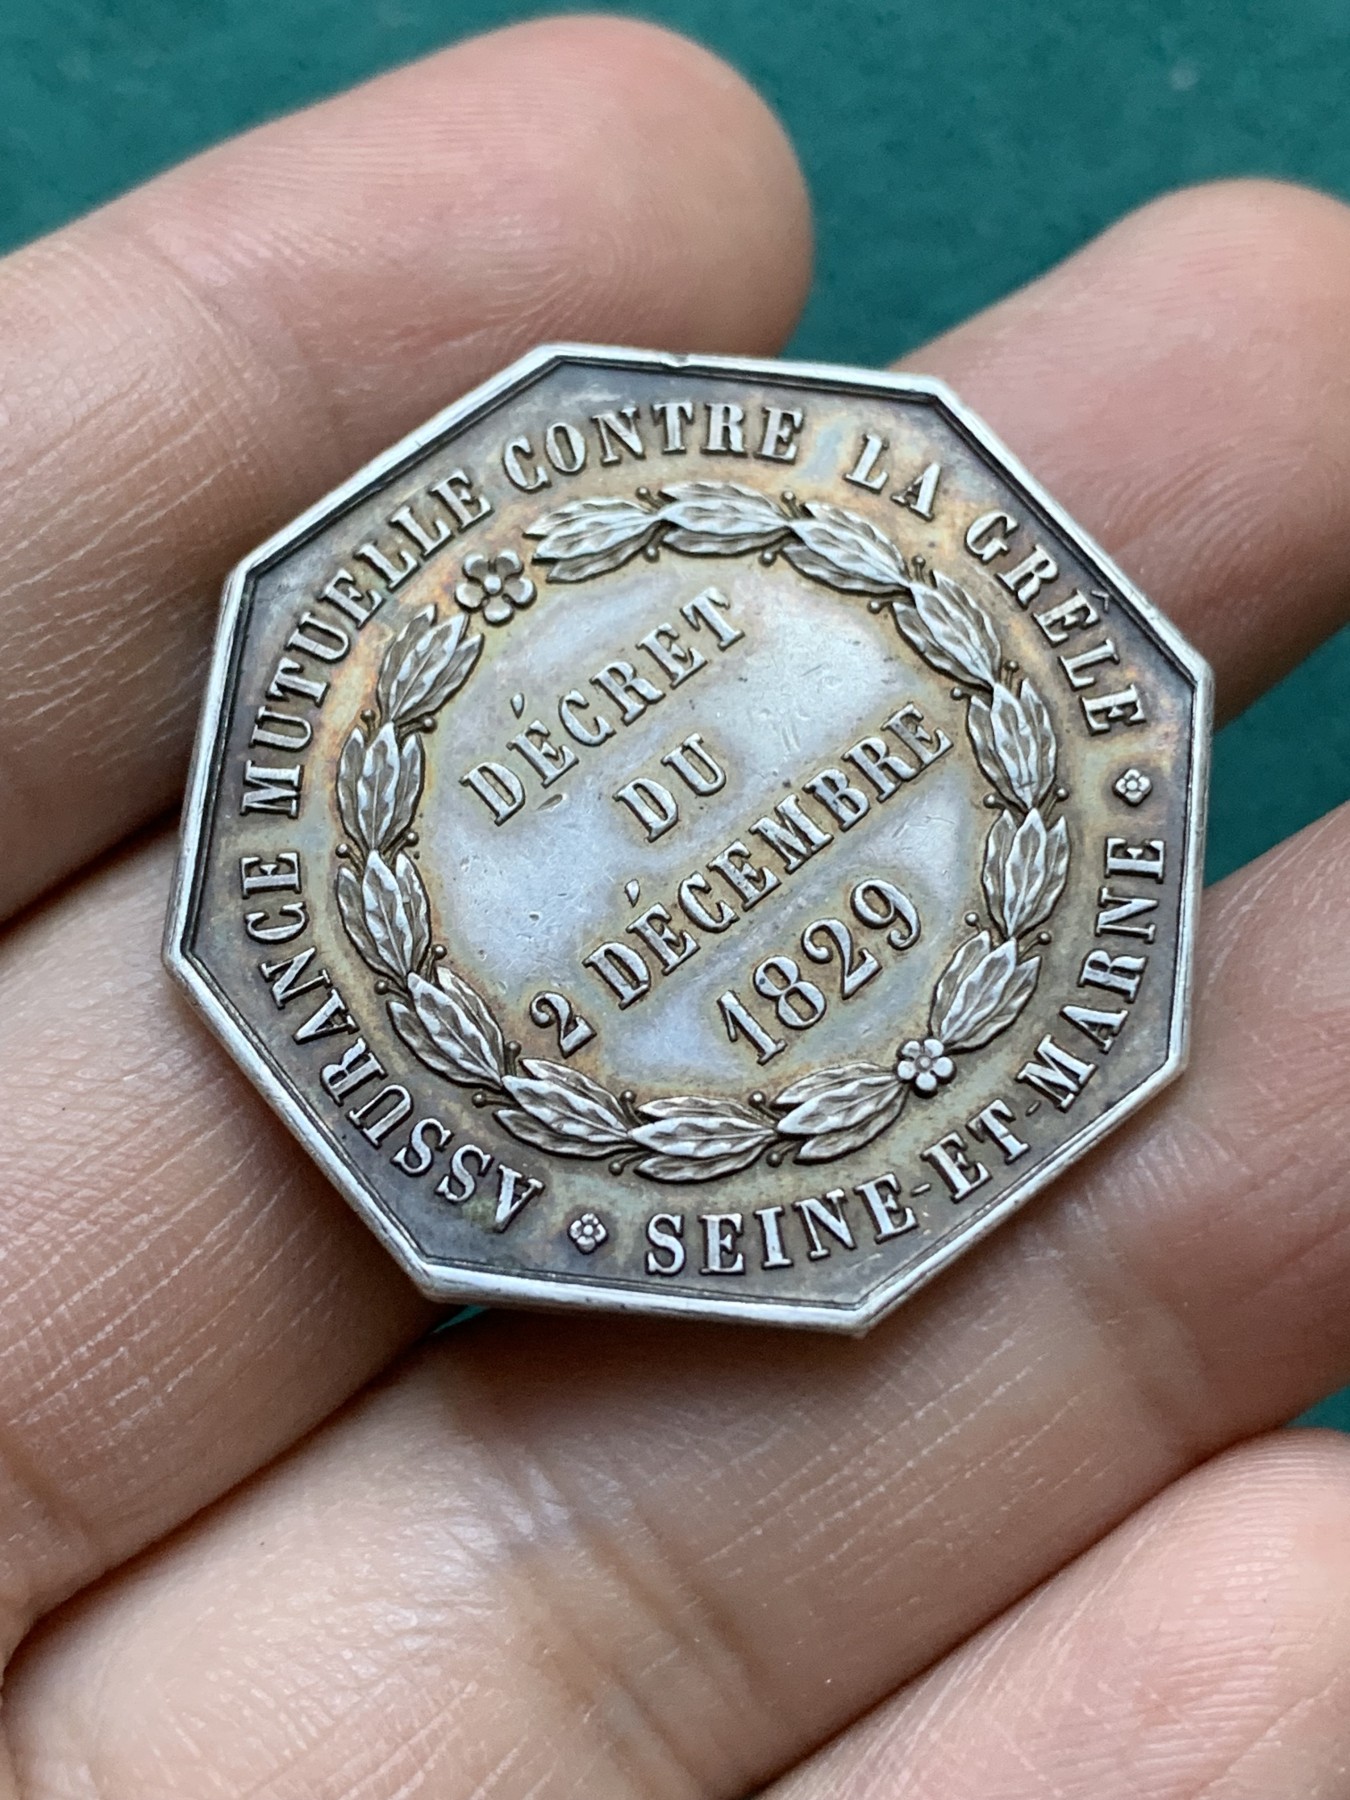 ASSURANCE MUTUELLE CONTRE LA GRÊLE
SEINE-ET-MARNE
DÉCRET
DU
2 DÉCEMBRE
1829